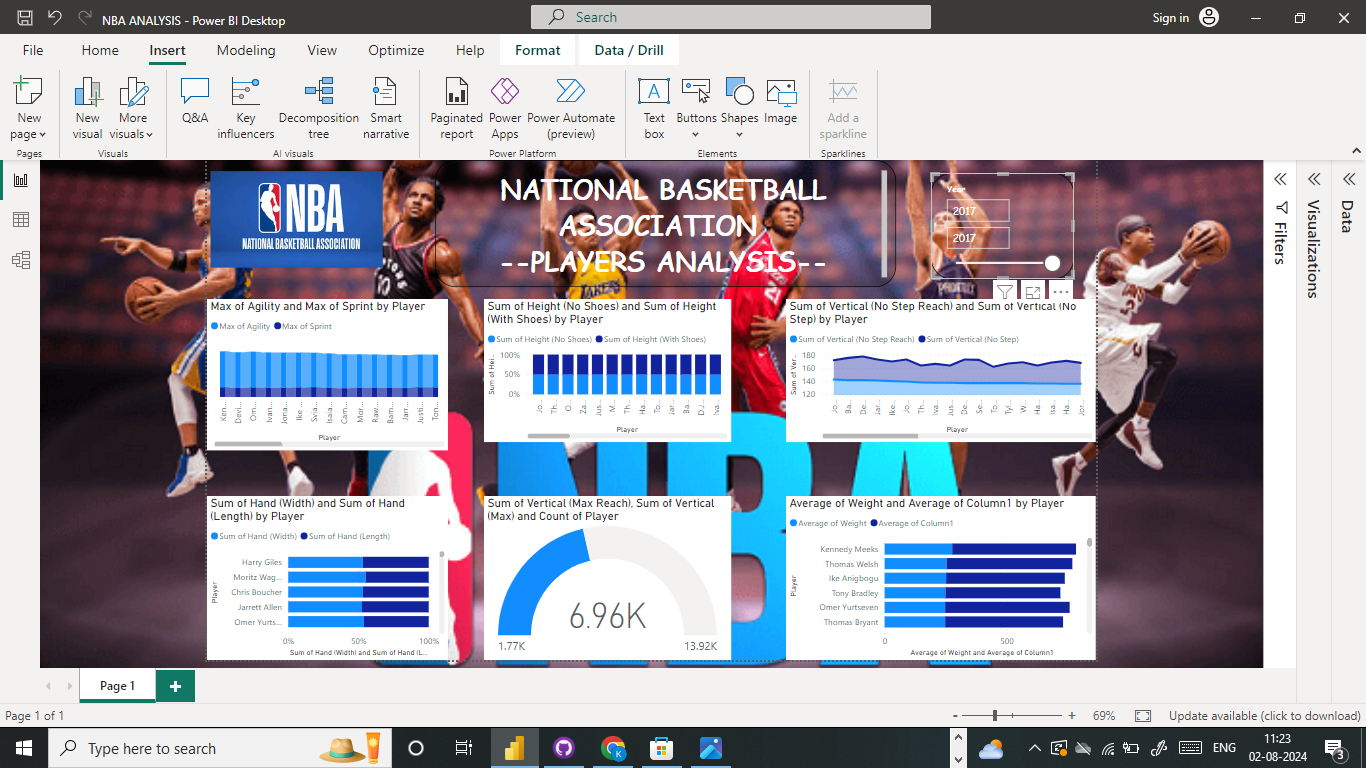 NBA ANALYSIS - Power BI Desktop
Search
Sign in
File Home Insert Modeling View Optimize Help Format Data / Drill
New page
New visual
More visuals
Q&A
Key influencers
Decomposition tree
Smart narrative
Paginated report
Power Apps
Power Automate (preview)
Text box
Buttons
Shapes
Image
Add a sparkline
Pages Visuals AI visuals Power Platform Elements Sparklines
NBA
NATIONAL BASKETBALL ASSOCIATION
NATIONAL BASKETBALL
ASSOCIATION
--PLAYERS ANALYSIS--
Year
2017
2017
Filters
Visualizations
Data
Max of Agility and Max of Sprint by Player
Max of Agility Max of Sprint
Ken... Devi... Om... Ivan... Jona... Ike ... Svia... Isaia... Cam... Mor... Raw... Bam... Jarr... Justi... Ton...
Player
Sum of Height (No Shoes) and Sum of Height
(With Shoes) by Player
Sum of Height (No Shoes) Sum of Height (With Shoes)
Sum of Hei...
100%
50%
0%
Jo... Th... O... Za... Jus... M... Th... Ha... To... Jar... Ba... DJ... Iva...
Player
Sum of Vertical (No Step Reach) and Sum of Vertical (No
Step) by Player
Sum of Vertical (No Step Reach) Sum of Vertical (No Step)
Sum of Ver...
180
160
140
120
Jo... Ba... De... Jar... Ike... Jo... Th... Iva... Jus... De... Se... To... Tyl... W... Ha... Isa... Ha... Jor...
Player
Sum of Hand (Width) and Sum of Hand
(Length) by Player
Sum of Hand (Width) Sum of Hand (Length)
Player
Harry Giles
Moritz Wag...
Chris Boucher
Jarrett Allen
Omer Yurts...
0% 50% 100%
Sum of Hand (Width) and Sum of Hand (L...
Sum of Vertical (Max Reach), Sum of Vertical
(Max) and Count of Player
6.96K
1.77K 13.92K
Average of Weight and Average of Column1 by Player
Average of Weight Average of Column1
Player
Kennedy Meeks
Thomas Welsh
Ike Anigbogu
Tony Bradley
Omer Yurtseven
Thomas Bryant
0 500
Average of Weight and Average of Column1
Page 1
Page 1 of 1
- + 69%
Update available (click to download)
Type here to search
ENG
11:23
02-08-2024
3